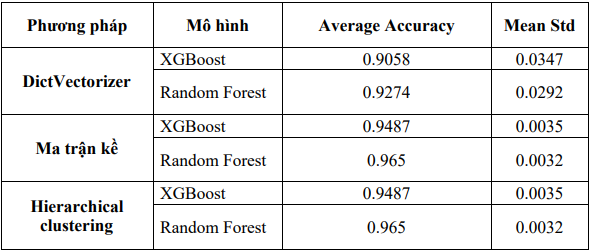 Phương pháp Mô hình Average Accuracy Mean Std
DictVectorizer XGBoost 0.9058 0.0347
Random Forest 0.9274 0.0292
Ma trận kề XGBoost 0.9487 0.0035
Random Forest 0.965 0.0032
Hierarchical clustering XGBoost 0.9487 0.0035
Random Forest 0.965 0.0032